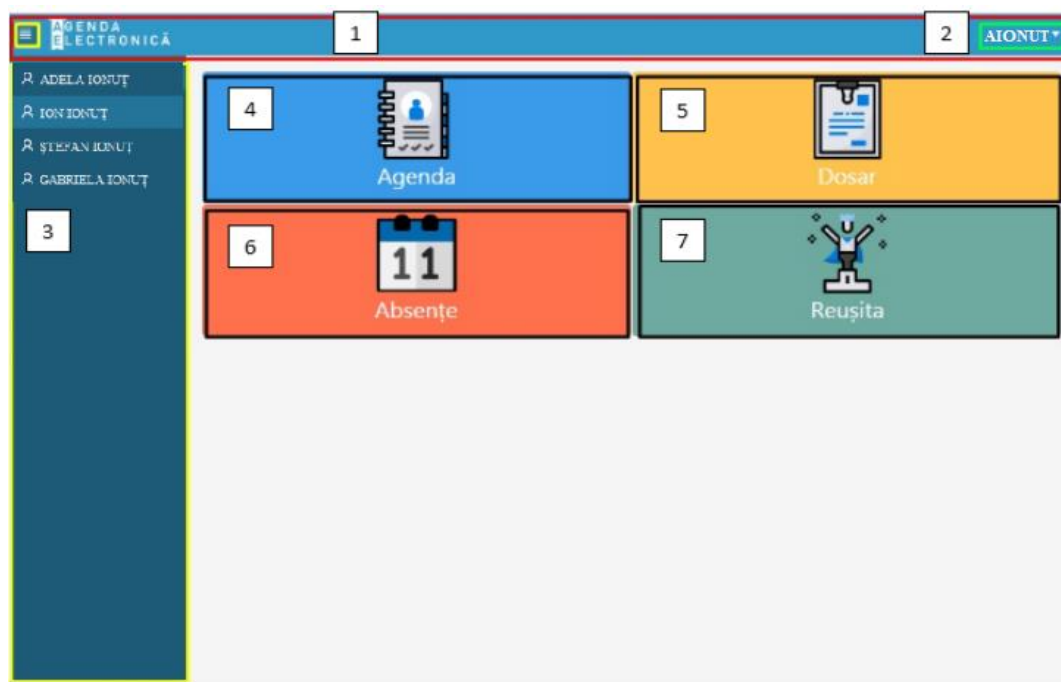 AGENDA
ELECTRONICĂ
1
2
AIONUT
ADELA IONUȚ
ION IONUȚ
ȘTEFAN IONUȚ
GABRIELA IONUȚ
3
4
Agenda
5
Dosar
6
11
Absențe
7
1
Reușita